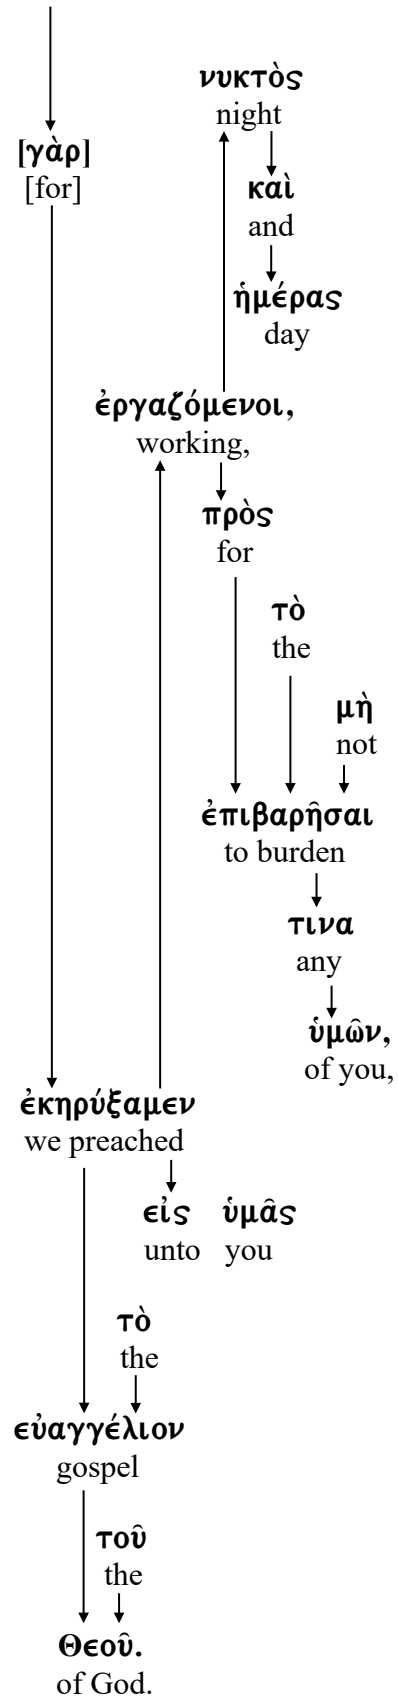 [γὰρ]
[for]
νυκτὸς
night
καὶ
and
ἡμέρας
day
ἐργαζόμενοι,
working,
πρὸς
for
τὸ
the
μὴ
not
ἐπιβαρῆσαι
to burden
τινα
any
ὑμῶν,
of you,
ἐκηρύξαμεν
we preached
εἰς ὑμᾶς
unto you
τὸ
the
εὐαγγέλιον
gospel
τοῦ
the
Θεοῦ.
of God.